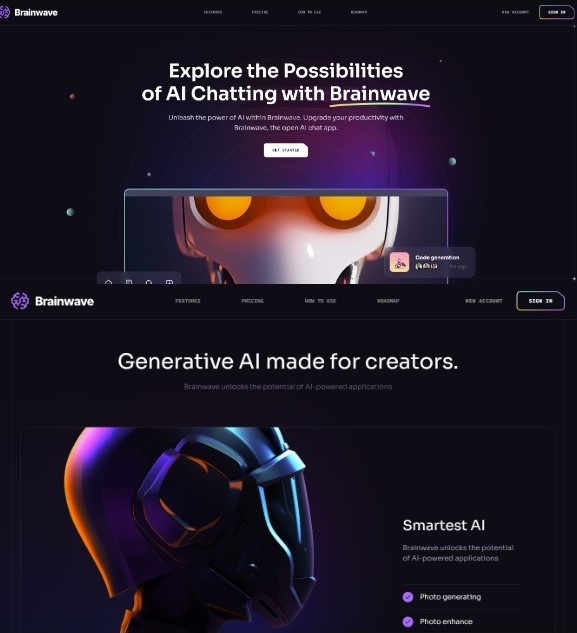 Brainwave
FEATURES PRICING HOW TO USE ROADMAP
NEW ACCOUNT SIGN IN
Explore the Possibilities
of AI Chatting with Brainwave
Unleash the power of AI within Brainwave. Upgrade your productivity with
Brainwave, the open AI chat app.
GET STARTED
Code generation
1m ago
Brainwave
FEATURES PRICING HOW TO USE ROADMAP
NEW ACCOUNT SIGN IN
Generative AI made for creators.
Brainwave unlocks the potential of AI-powered applications
Smartest AI
Brainwave unlocks the potential
of AI-powered applications
Photo generating
Photo enhance